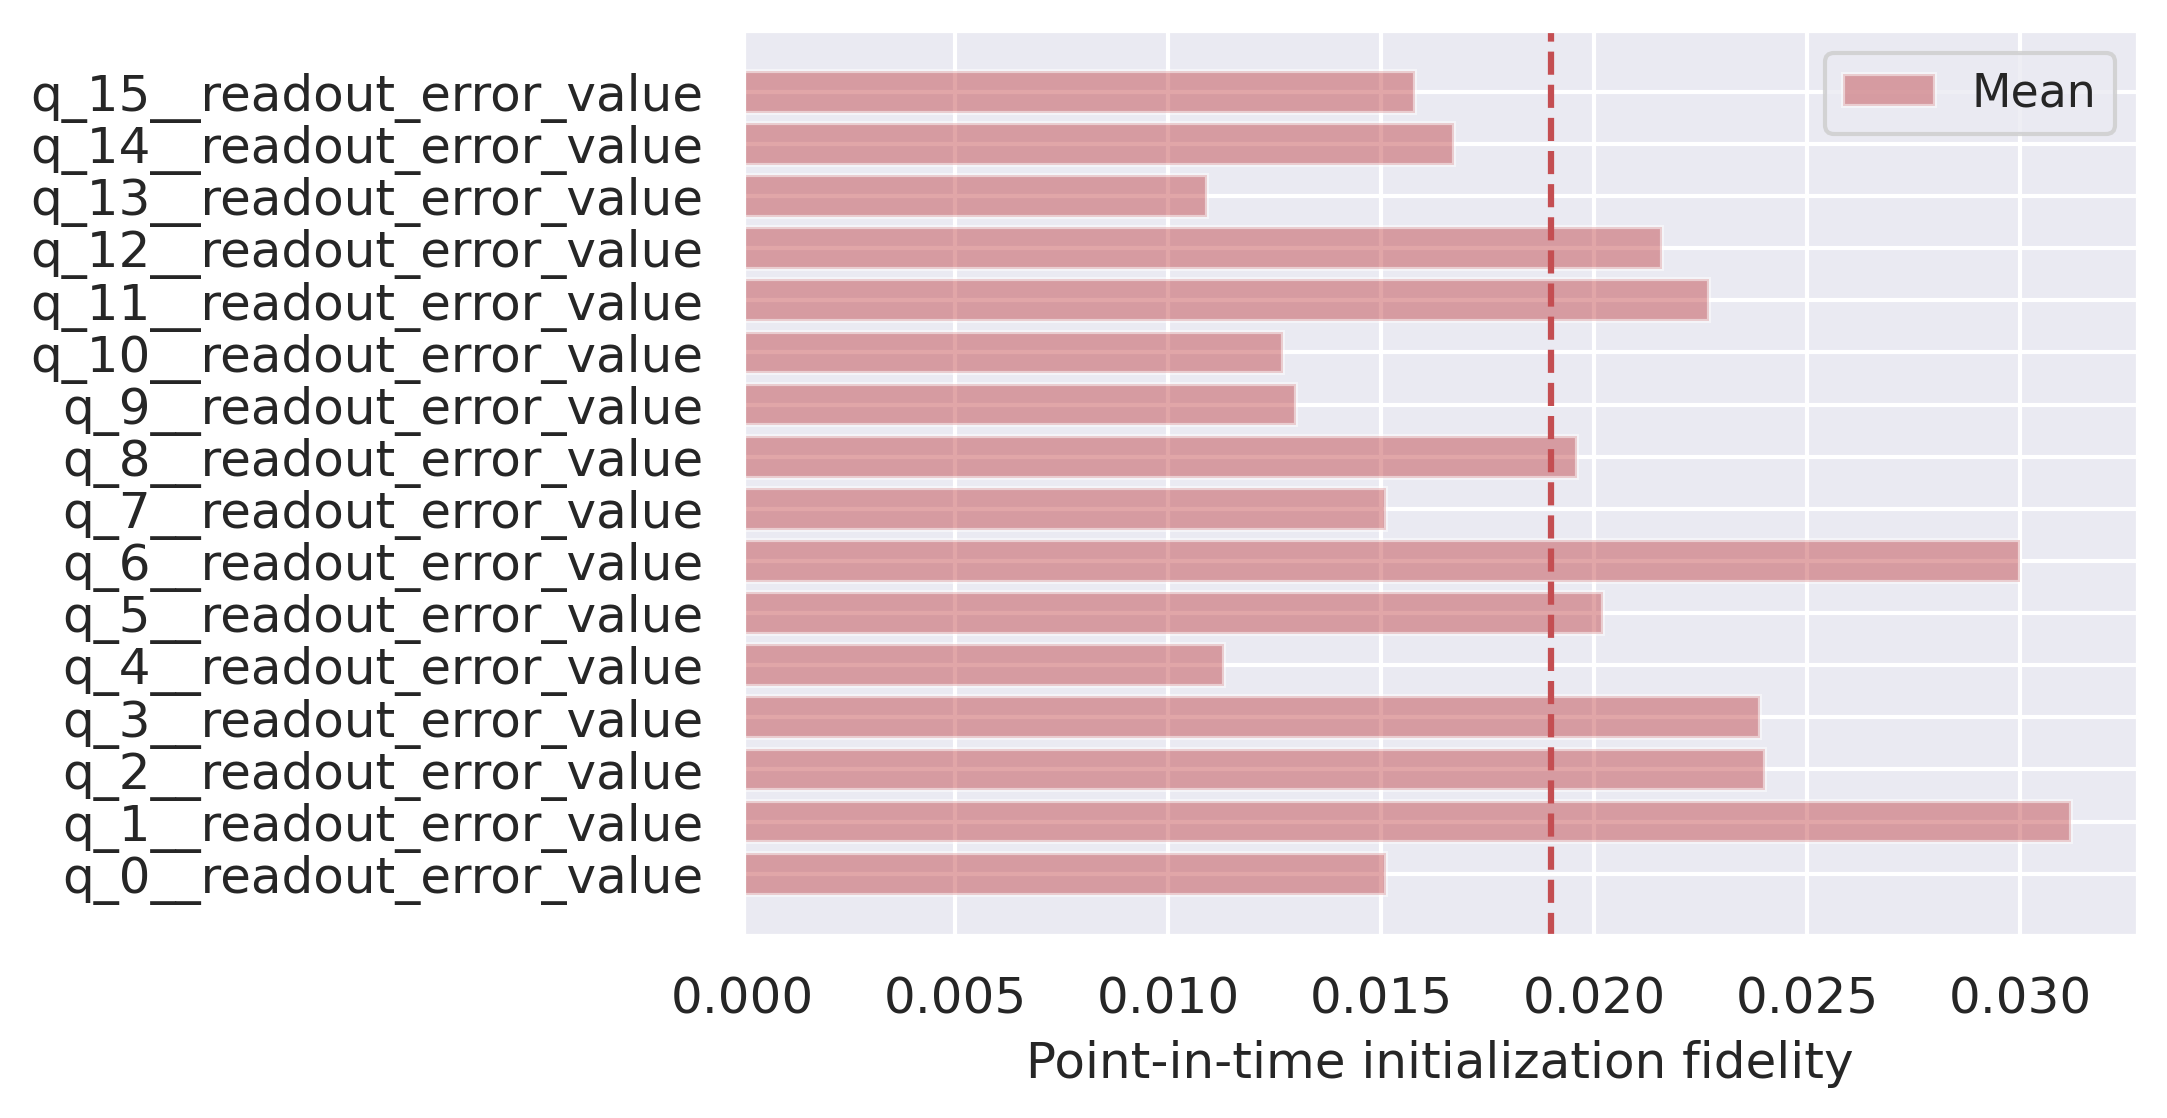 q_15__readout_error_value
q_14__readout_error_value
q_13__readout_error_value
q_12__readout_error_value
q_11__readout_error_value
q_10__readout_error_value
q_9__readout_error_value
q_8__readout_error_value
q_7__readout_error_value
q_6__readout_error_value
q_5__readout_error_value
q_4__readout_error_value
q_3__readout_error_value
q_2__readout_error_value
q_1__readout_error_value
q_0__readout_error_value
Mean
0.000 0.005 0.010 0.015 0.020 0.025 0.030
Point-in-time initialization fidelity